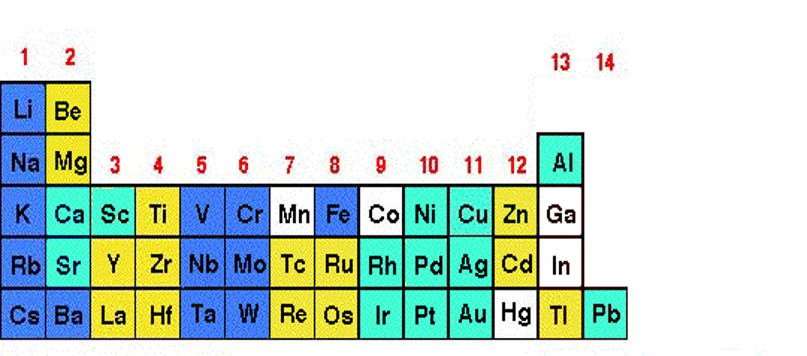 1 2 13 14
Li Be
Na Mg 3 4 5 6 7 8 9 10 11 12 Al
K Ca Sc Ti V Cr Mn Fe Co Ni Cu Zn Ga
Rb Sr Y Zr Nb Mo Tc Ru Rh Pd Ag Cd In
Cs Ba La Hf Ta W Re Os Ir Pt Au Hg Tl Pb